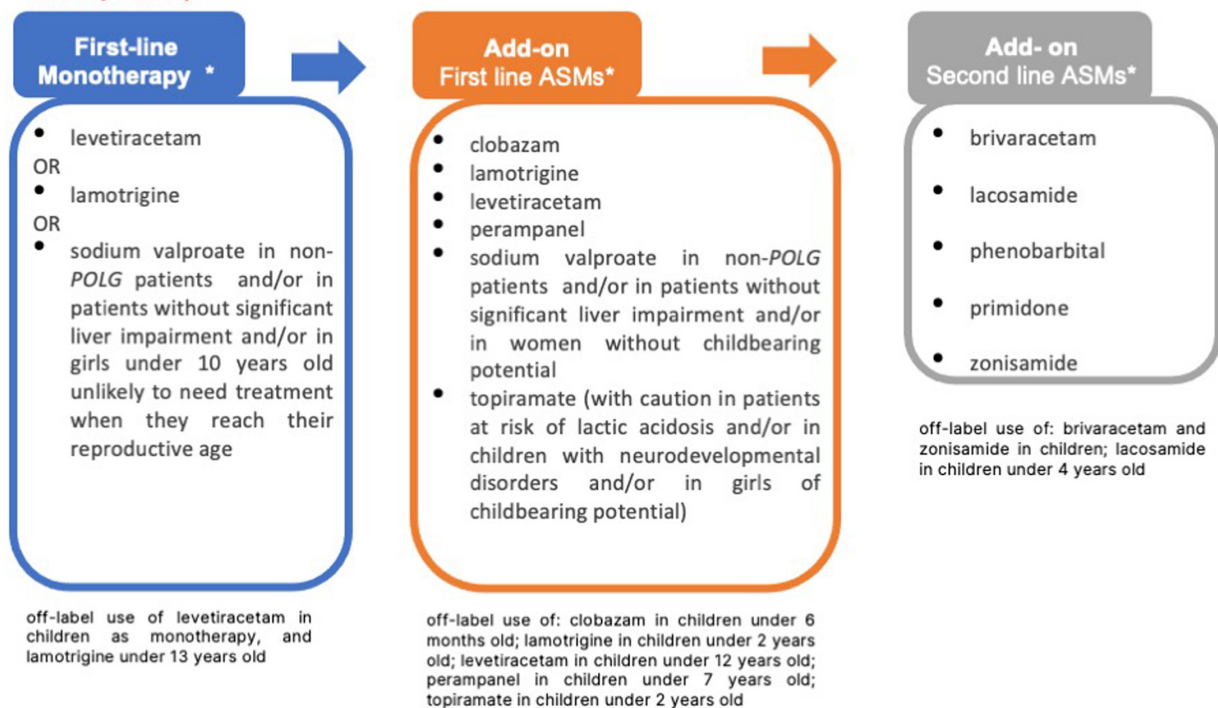 First-line
Monotherapy *
• levetiracetam
OR
• lamotrigine
OR
• sodium valproate in non-
POLG patients and/or in
patients without significant
liver impairment and/or in
girls under 10 years old
unlikely to need treatment
when they reach their
reproductive age
off-label use of levetiracetam in
children as monotherapy, and
lamotrigine under 13 years old
Add-on
First line ASMs*
• clobazam
• lamotrigine
• levetiracetam
• perampanel
• sodium valproate in non-POLG
patients and/or in patients without
significant liver impairment and/or
in women without childbearing
potential
• topiramate (with caution in patients
at risk of lactic acidosis and/or in
children with neurodevelopmental
disorders and/or in girls of
childbearing potential)
off-label use of: clobazam in children under 6
months old; lamotrigine in children under 2 years
old; levetiracetam in children under 12 years old;
perampanel in children under 7 years old;
topiramate in children under 2 years old
Add- on
Second line ASMs*
• brivaracetam
• lacosamide
• phenobarbital
• primidone
• zonisamide
off-label use of: brivaracetam and
zonisamide in children; lacosamide
in children under 4 years old